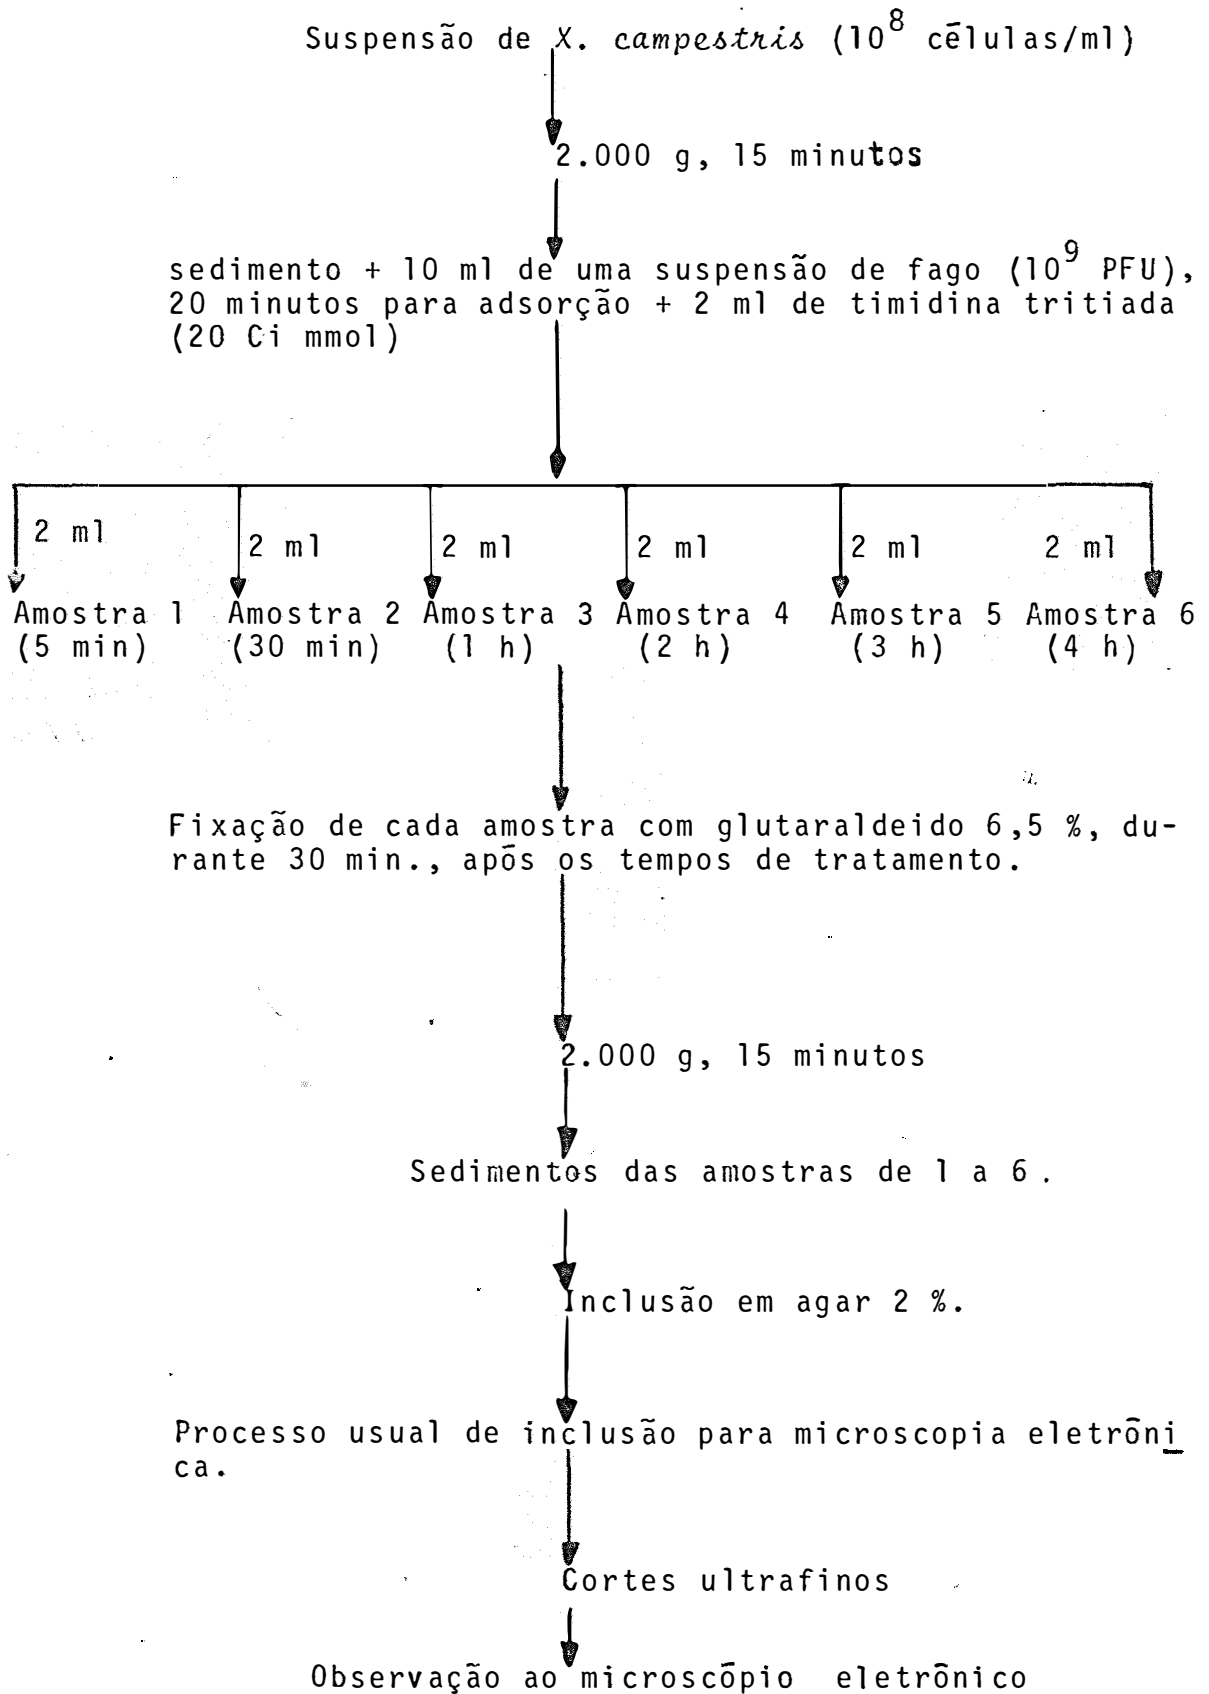 Suspensão de X. campestris (10⁸ células/ml)
2.000 g, 15 minutos
sedimento + 10 ml de uma suspensão de fago (10⁹ PFU),
20 minutos para adsorção + 2 ml de timidina tritiada
(20 Ci mmol)
2 ml 2 ml 2 ml 2 ml 2 ml 2 ml
Amostra 1 Amostra 2 Amostra 3 Amostra 4 Amostra 5 Amostra 6
(5 min) (30 min) (1 h) (2 h) (3 h) (4 h)
Fixação de cada amostra com glutaraldeido 6,5 %, du-
rante 30 min., após os tempos de tratamento.
2.000 g, 15 minutos
Sedimentos das amostras de 1 a 6.
Inclusão em agar 2 %.
Processo usual de inclusão para microscopia eletrôni
ca.
Cortes ultrafinos
Observação ao microscópio eletrônico